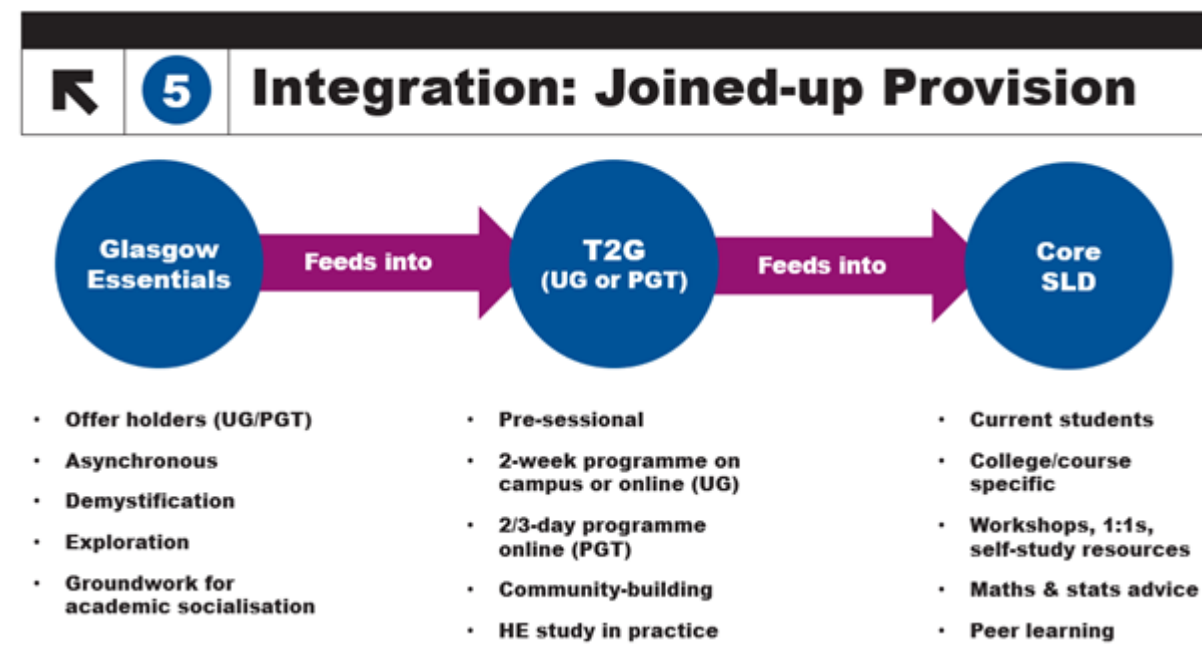 5 Integration: Joined-up Provision
Glasgow
Essentials
Feeds into
T2G
(UG or PGT)
Feeds into
Core
SLD
• Offer holders (UG/PGT)
• Asynchronous
• Demystification
• Exploration
• Groundwork for
academic socialisation
• Pre-sessional
• 2-week programme on
campus or online (UG)
• 2/3-day programme
online (PGT)
• Community-building
• HE study in practice
• Current students
• College/course
specific
• Workshops, 1:1s,
self-study resources
• Maths & stats advice
• Peer learning